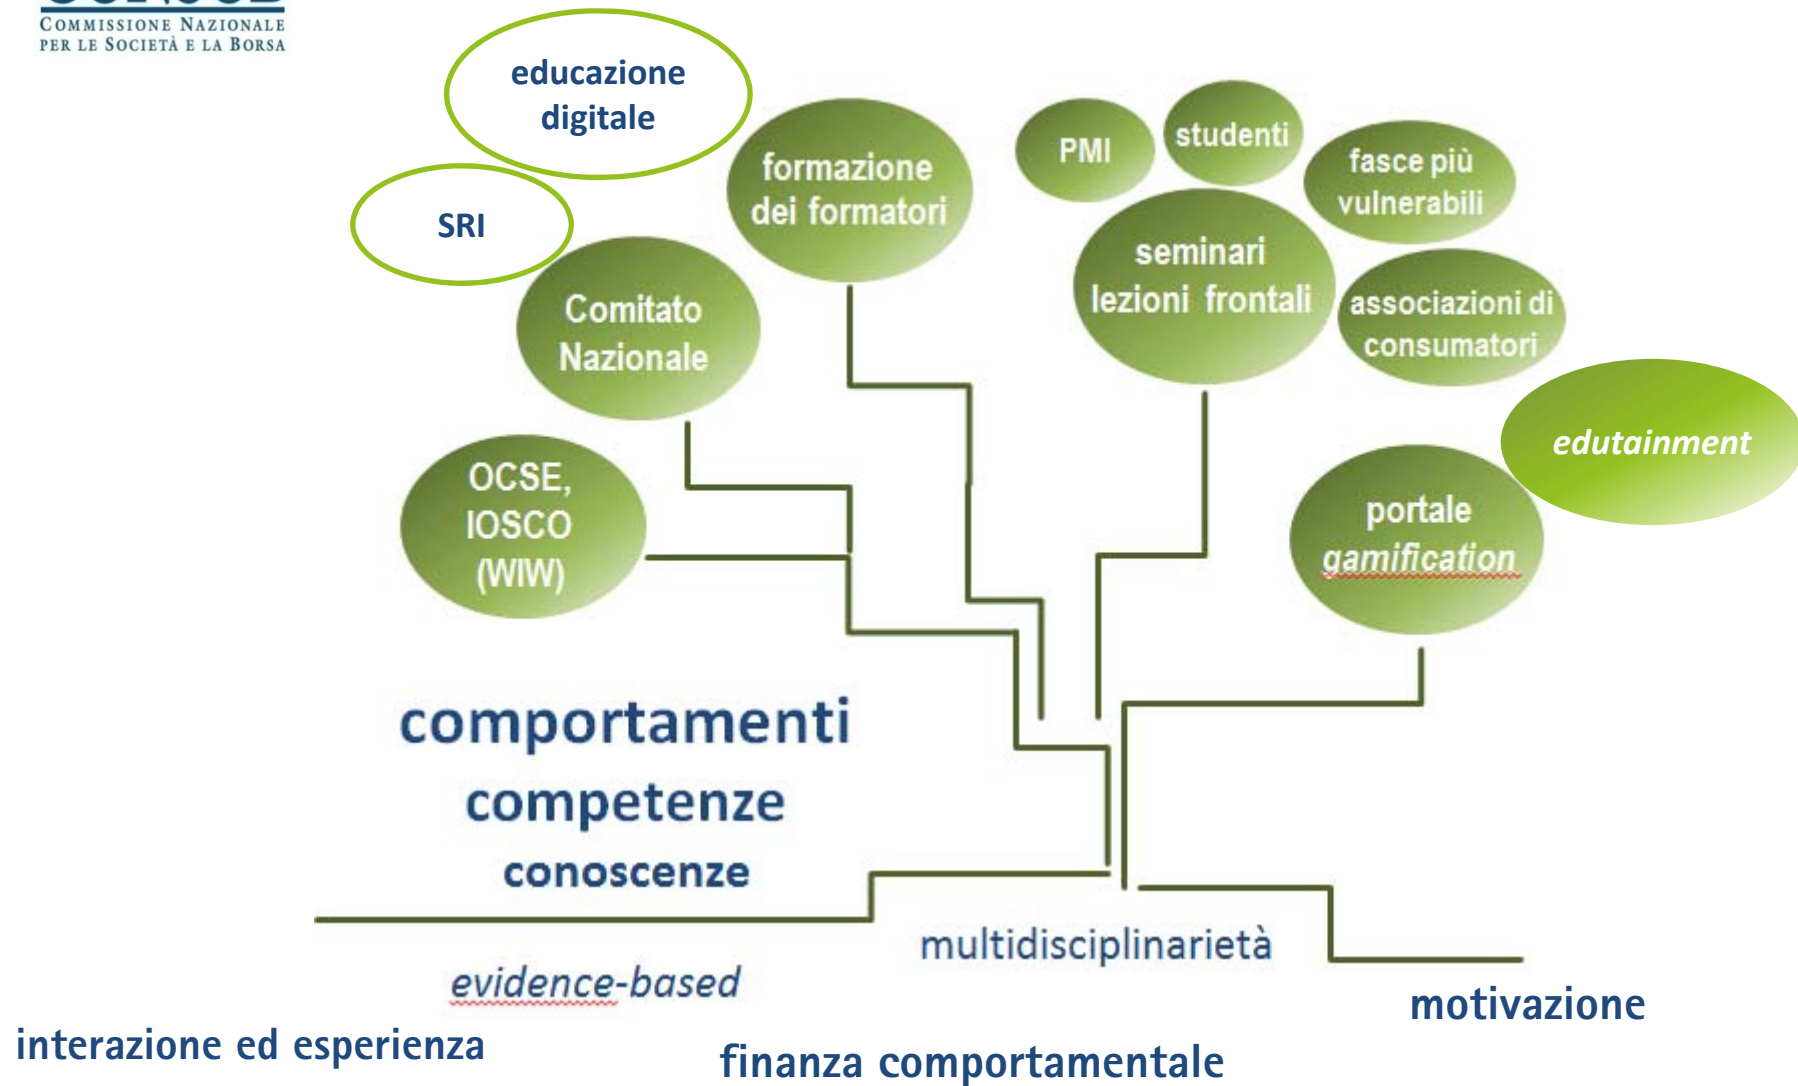 COMMISSIONE NAZIONALE
PER LE SOCIETÀ E LA BORSA
educazione
digitale
SRI
formazione
dei formatori
Comitato
Nazionale
OCSE,
IOSCO
(WIW)
PMI
studenti
fasce più
vulnerabili
seminari
lezioni frontali
associazioni di
consumatori
edutainment
portale
gamification
comportamenti
competenze
conoscenze
multidisciplinarietà
evidence-based
motivazione
interazione ed esperienza
finanza comportamentale